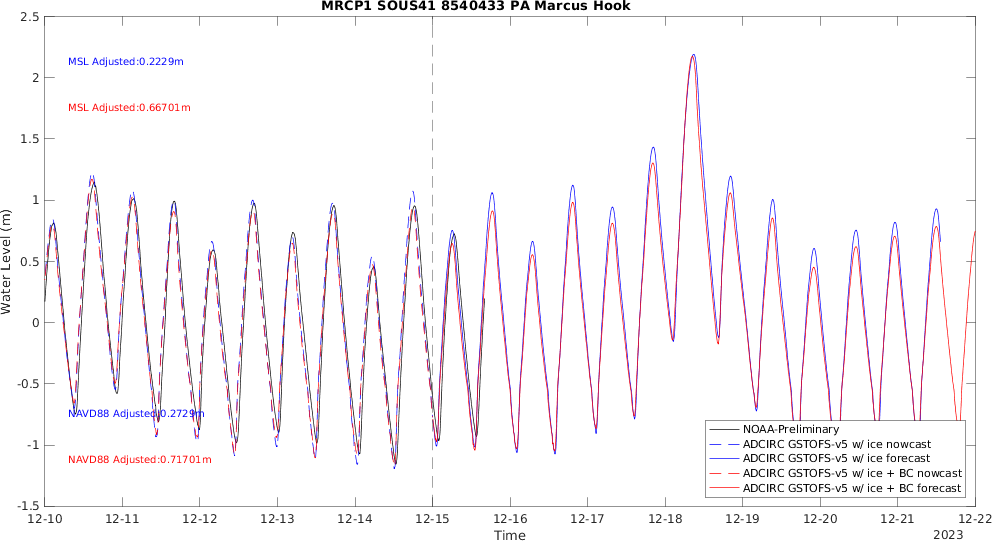 MRCP1 SOUS41 8540433 PA Marcus Hook
2.5
2
1.5
1
0.5
0
-0.5
-1
-1.5
Water Level (m)
MSL Adjusted:0.2229m
MSL Adjusted:0.66701m
NAVD88 Adjusted:0.2729m
NAVD88 Adjusted:0.71701m
NOAA-Preliminary
ADCIRC GSTOFS-v5 w/ ice nowcast
ADCIRC GSTOFS-v5 w/ ice forecast
ADCIRC GSTOFS-v5 w/ ice + BC nowcast
ADCIRC GSTOFS-v5 w/ ice + BC forecast
12-10 12-11 12-12 12-13 12-14 12-15 12-16 12-17 12-18 12-19 12-20 12-21 12-22
Time
2023